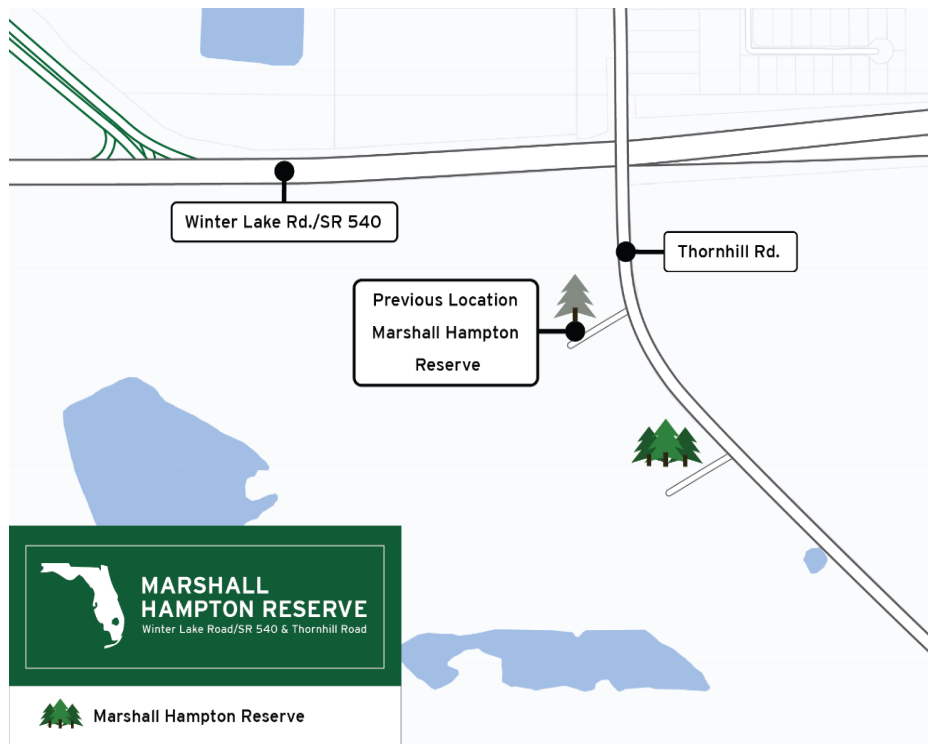 Winter Lake Rd./SR 540
Thornhill Rd.
Previous Location
Marshall Hampton
Reserve
MARSHALL
HAMPTON RESERVE
Winter Lake Road/SR 540 & Thornhill Road
Marshall Hampton Reserve